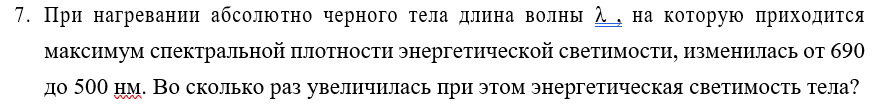 7. При нагревании абсолютно черного тела длина волны λ , на которую приходится
максимум спектральной плотности энергетической светимости, изменилась от 690
до 500 нм. Во сколько раз увеличилась при этом энергетическая светимость тела?